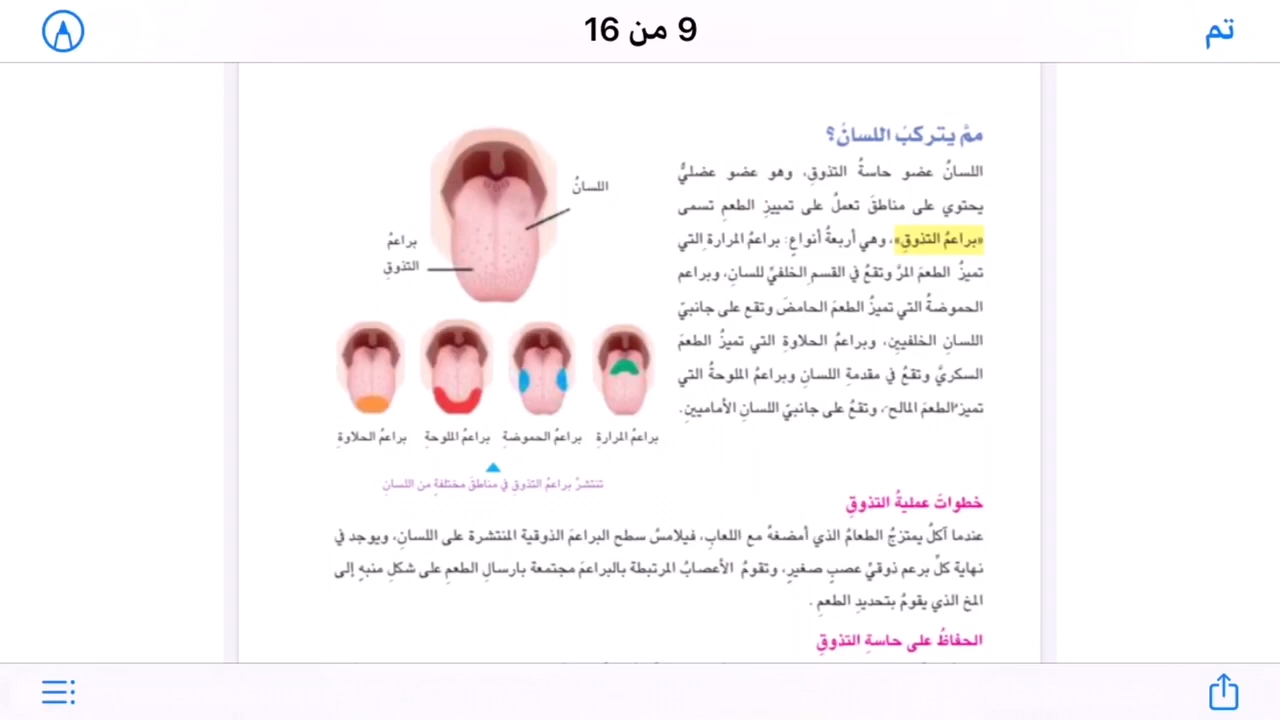 9 من 16
تم
ممَّ يتركبُ اللسانُ؟
اللسانُ عضو حاسةُ التذوقِ، وهو عضو عضليٌّ
يحتوي على مناطقَ تعملُ على تمييزِ الطعمِ تسمى
«براعمُ التذوقِ»، وهي أربعةُ أنواعٍ: براعمُ المرارة التي
تميزُ الطعمَ المرَّ وتقعُ في القسمِ الخلفيِّ للسانِ، وبراعم
الحموضةُ التي تميزُ الطعمَ الحامضَ وتقع على جانبيّ
اللسانِ الخلفيينِ، وبراعمُ الحلاوةِ التي تميزُ الطعمَ
السكريَّ وتقعُ في مقدمةِ اللسانِ وبراعمُ الملوحةُ التي
تميز الطعمَ المالح، وتقعُ على جانبيّ اللسانِ الأماميينِ.
اللسانُ
براعمُ
التذوقِ
براعمُ المرارةِ
براعمُ الحموضةِ
براعمُ الملوحةِ
براعمُ الحلاوةِ
تنتشرُ براعمُ التذوقِ في مناطقَ مختلفةٍ من اللسانِ
خطواتُ عمليةُ التذوقِ
عندما آكلُ يمتزجُ الطعامُ الذي أمضغهُ مع اللعابِ، فيلامسُ سطح البراعمَ الذوقية المنتشرة على اللسانِ، ويوجد في
نهاية كلِّ برعم ذوقيٍّ عصبٍ صغيرٍ، وتقومُ الأعصابُ المرتبطة بالبراعمَ مجتمعة بارسالِ الطعمِ على شكلِ منبهٍ إلى
المخ الذي يقومُ بتحديدِ الطعمِ.
الحفاظُ على حاسةِ التذوقِ